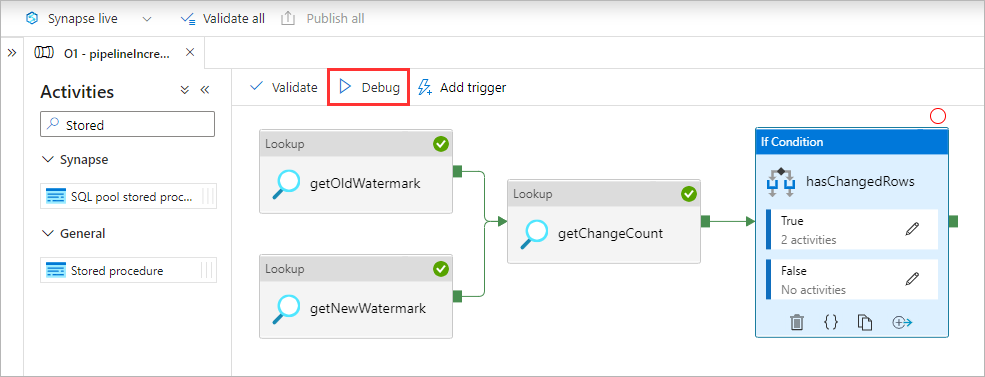 Synapse live
Validate all
Publish all
O1 - pipelineIncre...
Activities
Validate
Debug
Add trigger
Stored
Synapse
SQL pool stored proc...
General
Stored procedure
Lookup
getOldWatermark
Lookup
getNewWatermark
Lookup
getChangeCount
If Condition
hasChangedRows
True
2 activities
False
No activities